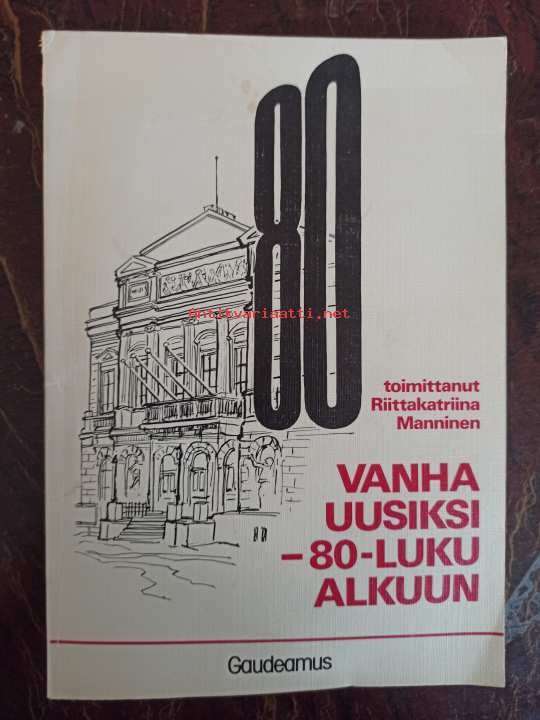 80
Antikvariaatti.net
toimittanut
Riittakatriina
Manninen
VANHA
UUSIKSI
– 80-LUKU
ALKUUN
Gaudeamus